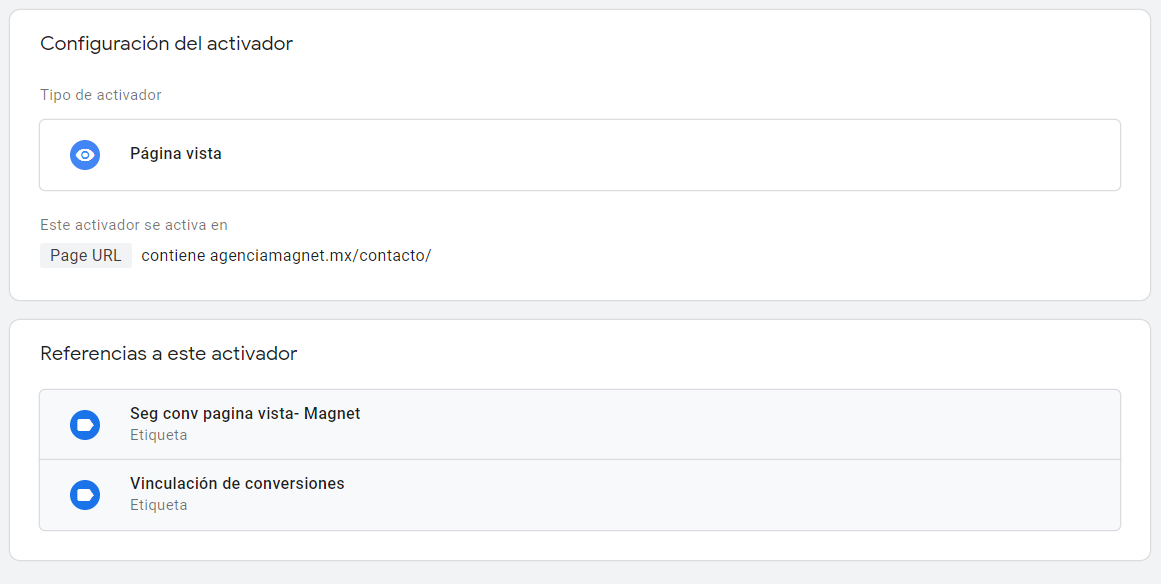 Configuración del activador
Tipo de activador
Página vista
Este activador se activa en
Page URL contiene agenciamagnet.mx/contacto/
Referencias a este activador
Seg conv pagina vista- Magnet
Etiqueta
Vinculación de conversiones
Etiqueta